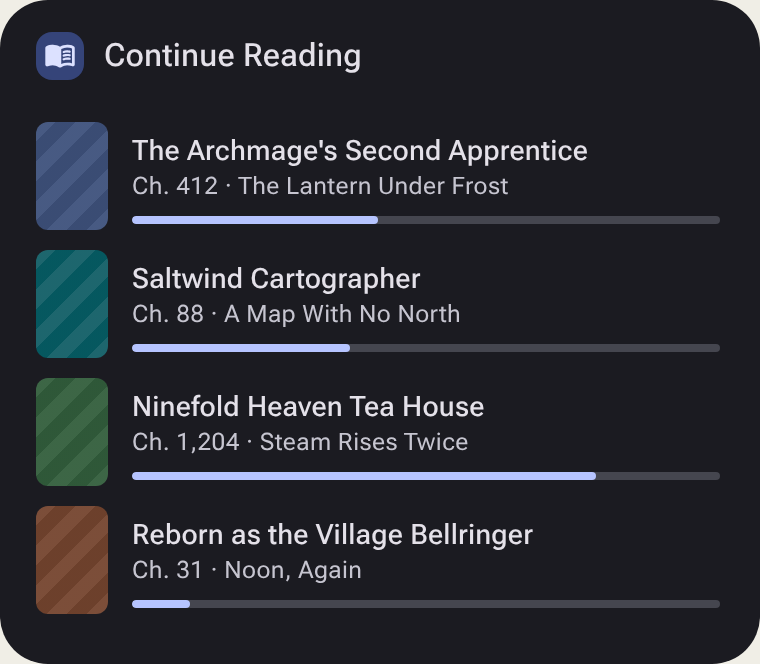 Continue Reading
The Archmage's Second Apprentice
Ch. 412 · The Lantern Under Frost
Saltwind Cartographer
Ch. 88 · A Map With No North
Ninefold Heaven Tea House
Ch. 1,204 · Steam Rises Twice
Reborn as the Village Bellringer
Ch. 31 · Noon, Again